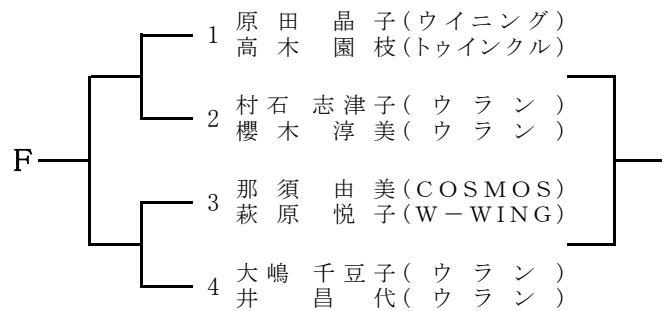 1 原田 晶子(ウイニング)
高木 園枝(トゥインクル)
2 村石 志津子(ウラン)
櫻木 淳美(ウラン)
F
3 那須 由美(COSMOS)
萩原 悦子(W－WING)
4 大嶋 千豆子(ウラン)
井 昌代(ウラン)